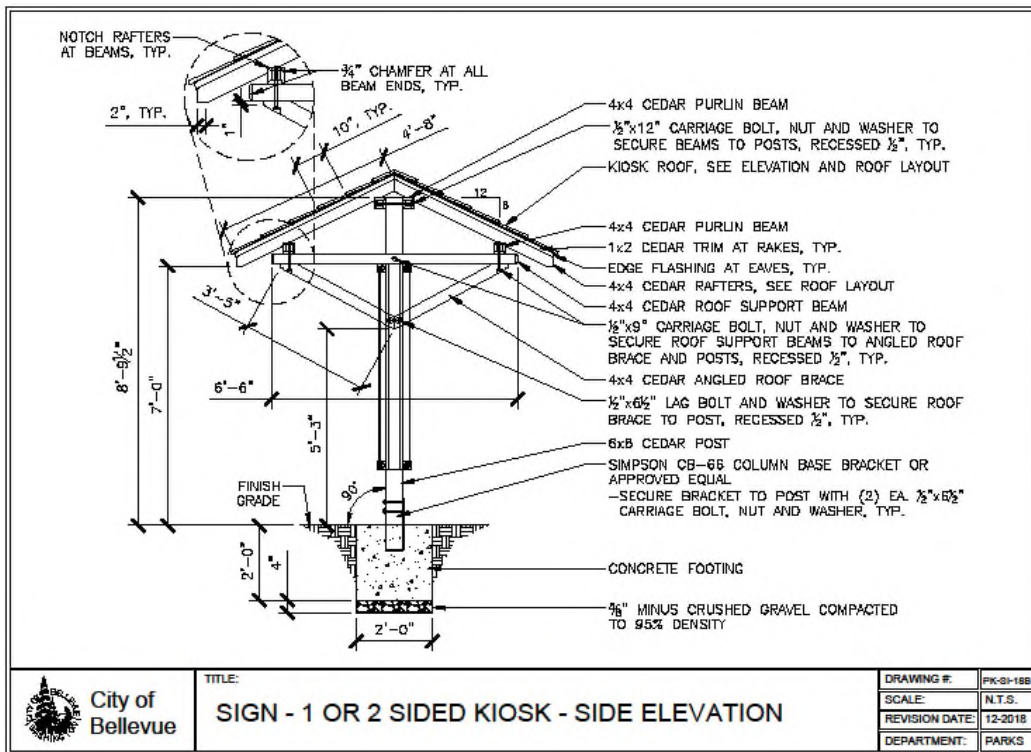 NOTCH RAFTERS
AT BEAMS, TYP.
¾" CHAMFER AT ALL
BEAM ENDS, TYP.
2", TYP.
1"
10", TYP.
4'-8"
12
8
4x4 CEDAR PURLIN BEAM
½"x12" CARRIAGE BOLT, NUT AND WASHER TO
SECURE BEAMS TO POSTS, RECESSED ½", TYP.
KIOSK ROOF, SEE ELEVATION AND ROOF LAYOUT
4x4 CEDAR PURLIN BEAM
1x2 CEDAR TRIM AT RAKES, TYP.
EDGE FLASHING AT EAVES, TYP.
4x4 CEDAR RAFTERS, SEE ROOF LAYOUT
4x4 CEDAR ROOF SUPPORT BEAM
½"x9" CARRIAGE BOLT, NUT AND WASHER TO
SECURE ROOF SUPPORT BEAMS TO ANGLED ROOF
BRACE AND POSTS, RECESSED ½", TYP.
4x4 CEDAR ANGLED ROOF BRACE
½"x6½" LAG BOLT AND WASHER TO SECURE ROOF
BRACE TO POST, RECESSED ½", TYP.
CEDAR POST
SIMPSON CB-66 COLUMN BASE BRACKET OR
APPROVED EQUAL
-SECURE BRACKET TO POST WITH (2) EA.
CARRIAGE BOLT, NUT AND WASHER, TYP.
CONCRETE FOOTING
MINUS CRUSHED GRAVEL COMPACTED
TO 95% DENSITY
8'-9½"
7'-0"
3'-5"
6'-6"
5'-3"
90°
FINISH
GRADE
2'-0"
4"
2'-0"
City of
Bellevue
TITLE:
SIGN - 1 OR 2 SIDED KIOSK - SIDE ELEVATION
DRAWING #: PK-SI-18B
SCALE: N.T.S.
REVISION DATE: 12-2018
DEPARTMENT: PARKS